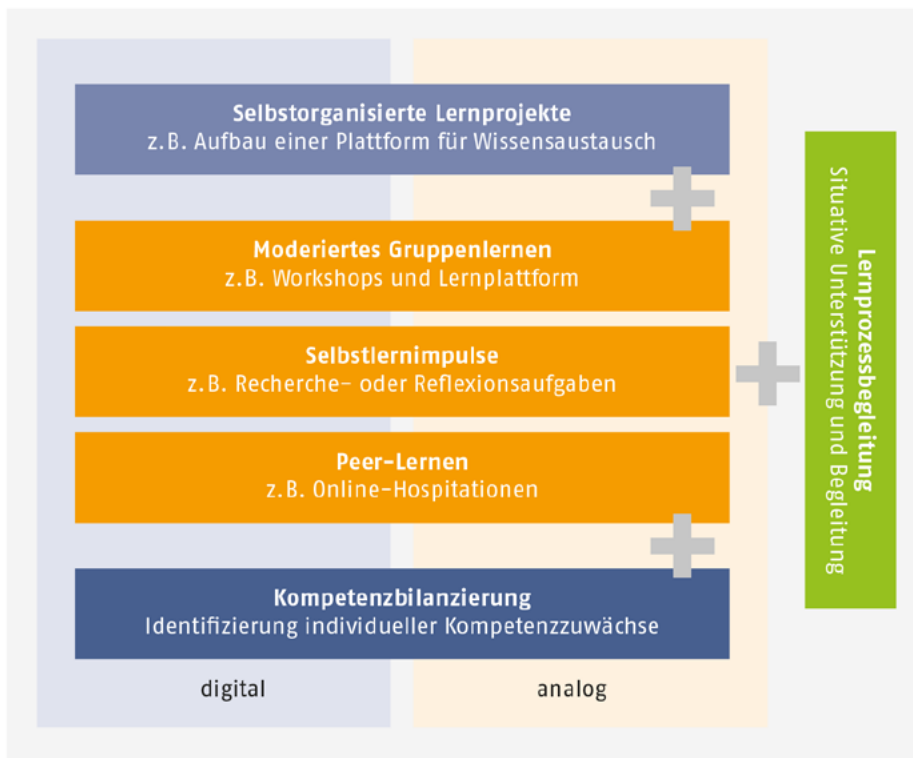 Selbstorganisierte Lernprojekte
z.B. Aufbau einer Plattform für Wissensaustausch
Moderiertes Gruppenlernen
z.B. Workshops und Lernplattform
Selbstlernimpulse
z.B. Recherche- oder Reflexionsaufgaben
Peer-Lernen
z.B. Online-Hospitationen
Kompetenzbilanzierung
Identifizierung individueller Kompetenzzuwächse
digital
analog
Lernprozessbegleitung
Situative Unterstützung und Begleitung